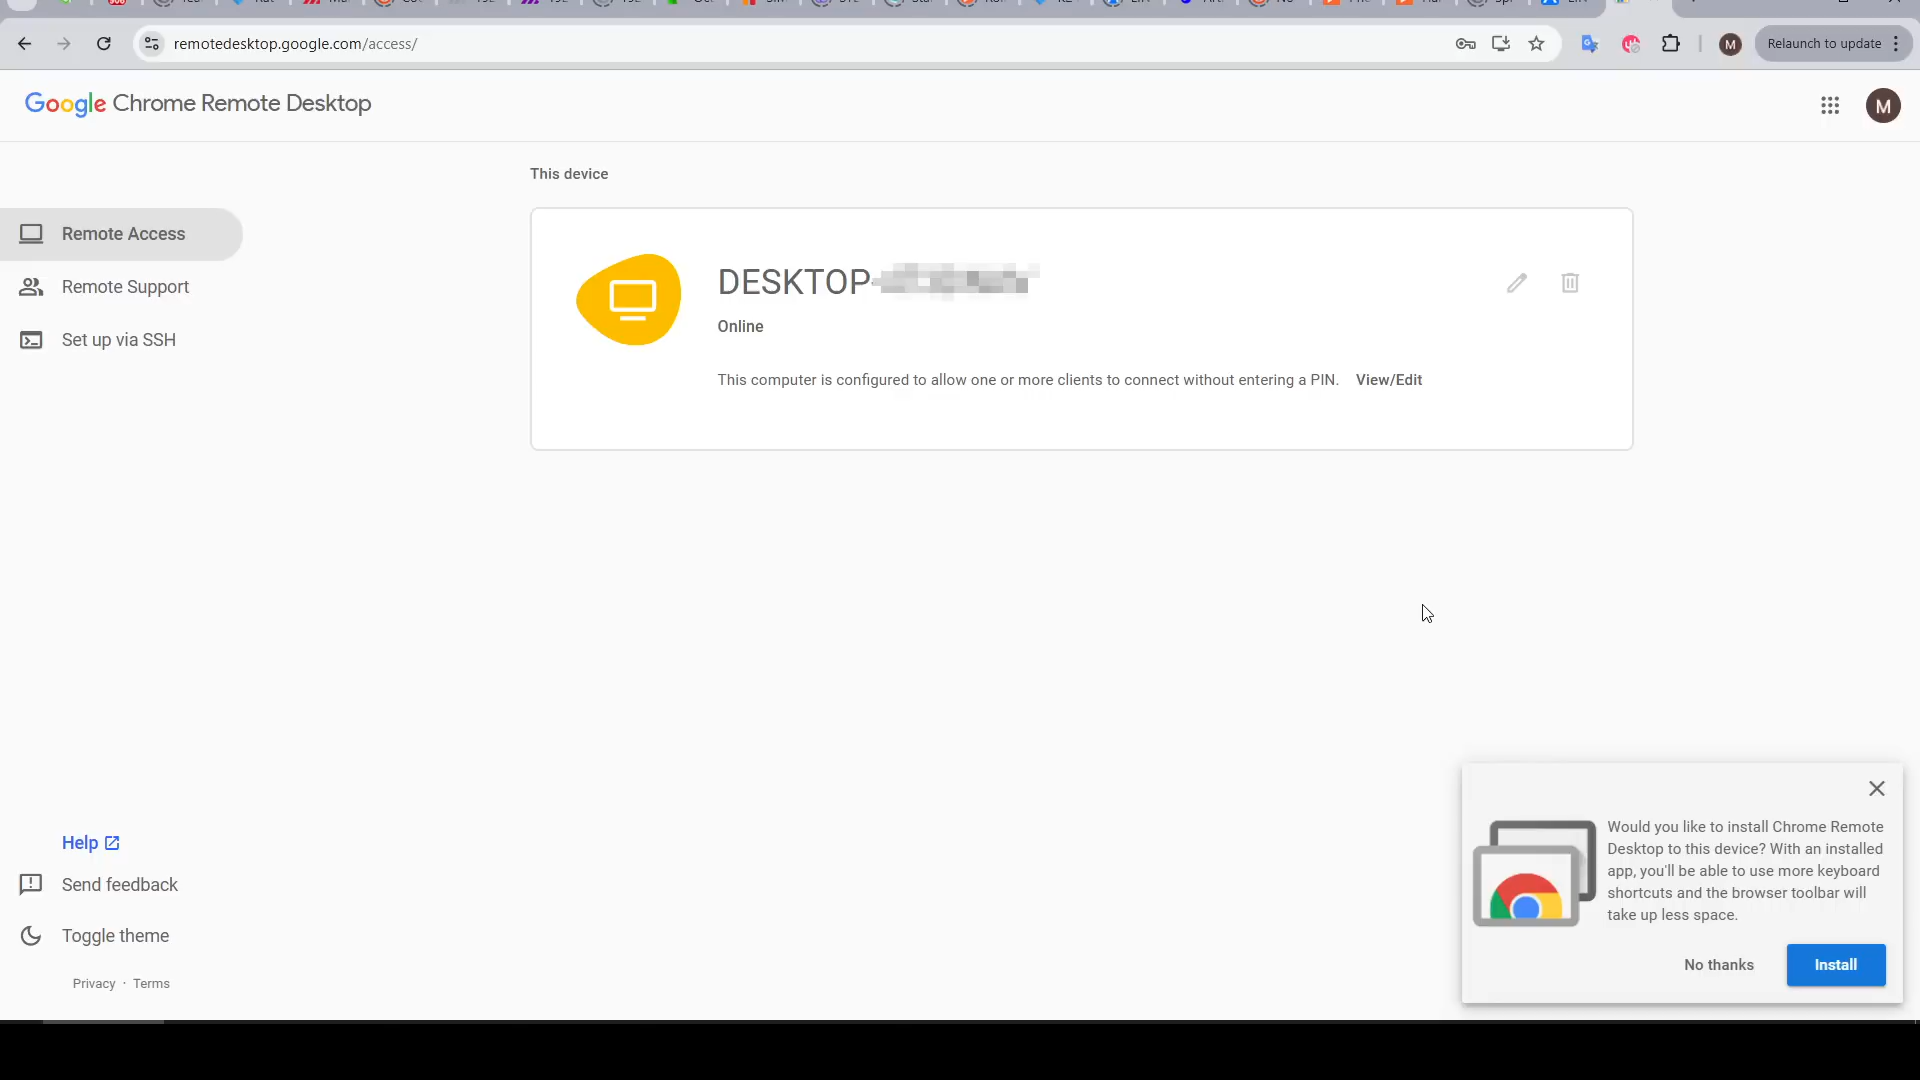 remotedesktop.google.com/access/
M
Relaunch to update
Google Chrome Remote Desktop
M
This device
Remote Access
DESKTOP-
Remote Support
Online
Set up via SSH
This computer is configured to allow one or more clients to connect without entering a PIN. View/Edit
Help
Send feedback
Toggle theme
Privacy · Terms
Would you like to install Chrome Remote
Desktop to this device? With an installed
app, you'll be able to use more keyboard
shortcuts and the browser toolbar will
take up less space.
No thanks
Install